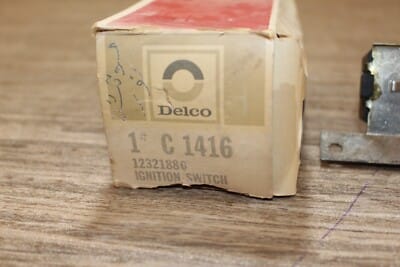 Delco
1" C 1416
12321886
IGNITION SWITCH